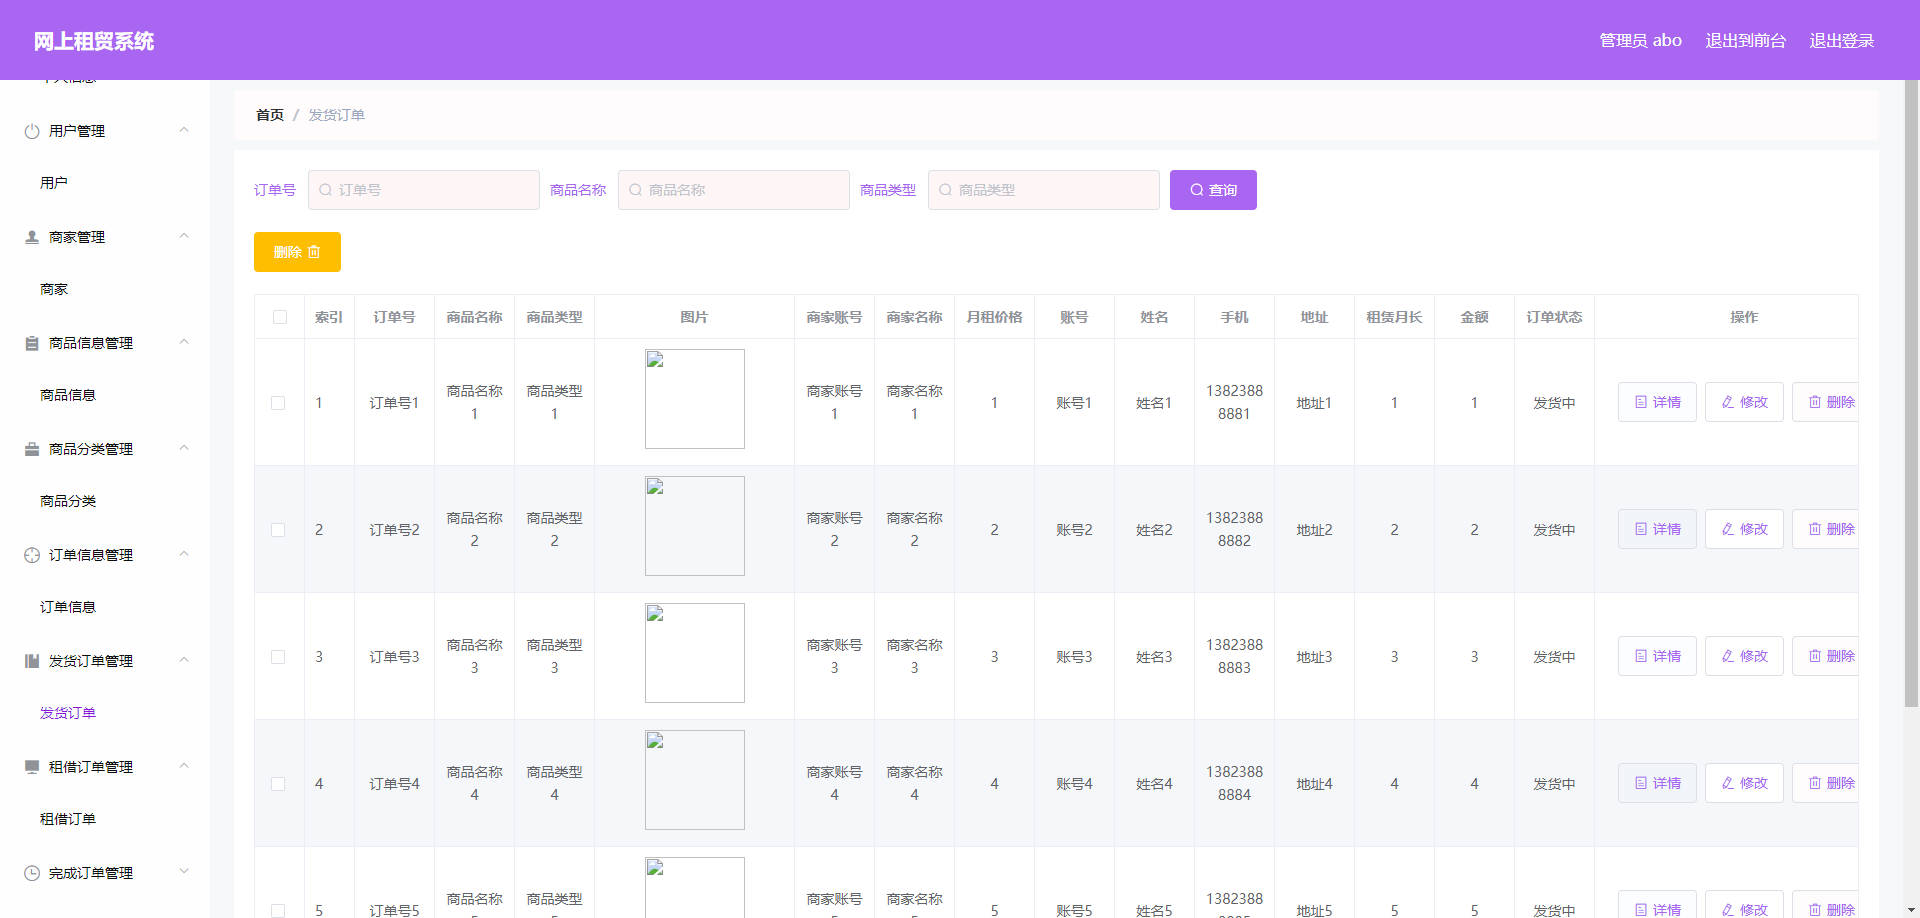 网上租贸系统
管理员 abo 退出到前台 退出登录
个人信息
用户管理
用户
商家管理
商家
商品信息管理
商品信息
商品分类管理
商品分类
订单信息管理
订单信息
发货订单管理
发货订单
租借订单管理
租借订单
完成订单管理
首页 / 发货订单
订单号 订单号 商品名称 商品名称 商品类型 商品类型 查询
删除
索引 订单号 商品名称 商品类型 图片 商家账号 商家名称 月租价格 账号 姓名 手机 地址 租赁月长 金额 订单状态 操作
1 订单号1 商品名称1 商品类型1 商家账号1 商家名称1 1 账号1 姓名1 13823888881 地址1 1 1 发货中 详情 修改 删除
2 订单号2 商品名称2 商品类型2 商家账号2 商家名称2 2 账号2 姓名2 13823888882 地址2 2 2 发货中 详情 修改 删除
3 订单号3 商品名称3 商品类型3 商家账号3 商家名称3 3 账号3 姓名3 13823888883 地址3 3 3 发货中 详情 修改 删除
4 订单号4 商品名称4 商品类型4 商家账号4 商家名称4 4 账号4 姓名4 13823888884 地址4 4 4 发货中 详情 修改 删除
5 订单号5 商品名称 商品类型 商家账号 商家名称 5 账号5 姓名5 1382388 地址5 5 5 发货中 详情 修改 删除